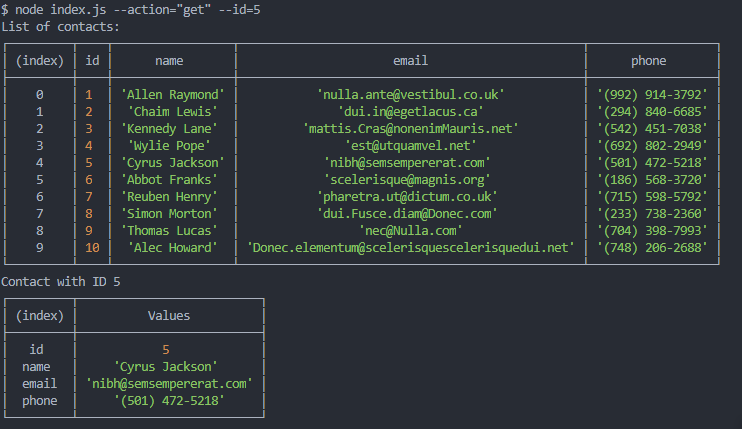 $ node index.js --action="get" --id=5
List of contacts:
(index) id name email phone
0 1 'Allen Raymond' 'nulla.ante@vestibul.co.uk' '(992) 914-3792'
1 2 'Chaim Lewis' 'dui.in@egetlacus.ca' '(294) 840-6685'
2 3 'Kennedy Lane' 'mattis.Cras@nonenimMauris.net' '(542) 451-7038'
3 4 'Wylie Pope' 'est@utquamvel.net' '(692) 802-2949'
4 5 'Cyrus Jackson' 'nibh@semsempererat.com' '(501) 472-5218'
5 6 'Abbot Franks' 'scelerisque@magnis.org' '(186) 568-3720'
6 7 'Reuben Henry' 'pharetra.ut@dictum.co.uk' '(715) 598-5792'
7 8 'Simon Morton' 'dui.Fusce.diam@Donec.com' '(233) 738-2360'
8 9 'Thomas Lucas' 'nec@Nulla.com' '(704) 398-7993'
9 10 'Alec Howard' 'Donec.elementum@scelerisquescelerisquedui.net' '(748) 206-2688'
Contact with ID 5
(index) Values
id 5
name 'Cyrus Jackson'
email 'nibh@semsempererat.com'
phone '(501) 472-5218'